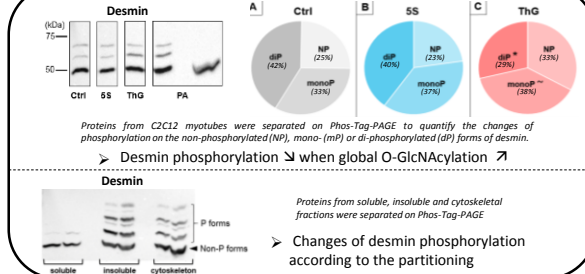 Desmin
(kDa)
75
50
Ctrl 5S ThG PA
A Ctrl
NP
(25%)
monoP
(33%)
diP
(42%)
B 5S
NP
(23%)
monoP
(37%)
diP
(40%)
C ThG
NP
(33%)
monoP ~
(38%)
diP *
(29%)
Proteins from C2C12 myotubes were separated on Phos-Tag-PAGE to quantify the changes of
phosphorylation on the non-phosphorylated (NP), mono- (mP) or di-phosphorylated (dP) forms of desmin.
➢ Desmin phosphorylation ↘ when global O-GlcNAcylation ↗
Desmin
P forms
Non-P forms
soluble insoluble cytoskeleton
Proteins from soluble, insoluble and cytoskeletal
fractions were separated on Phos-Tag-PAGE
➢ Changes of desmin phosphorylation
according to the partitioning